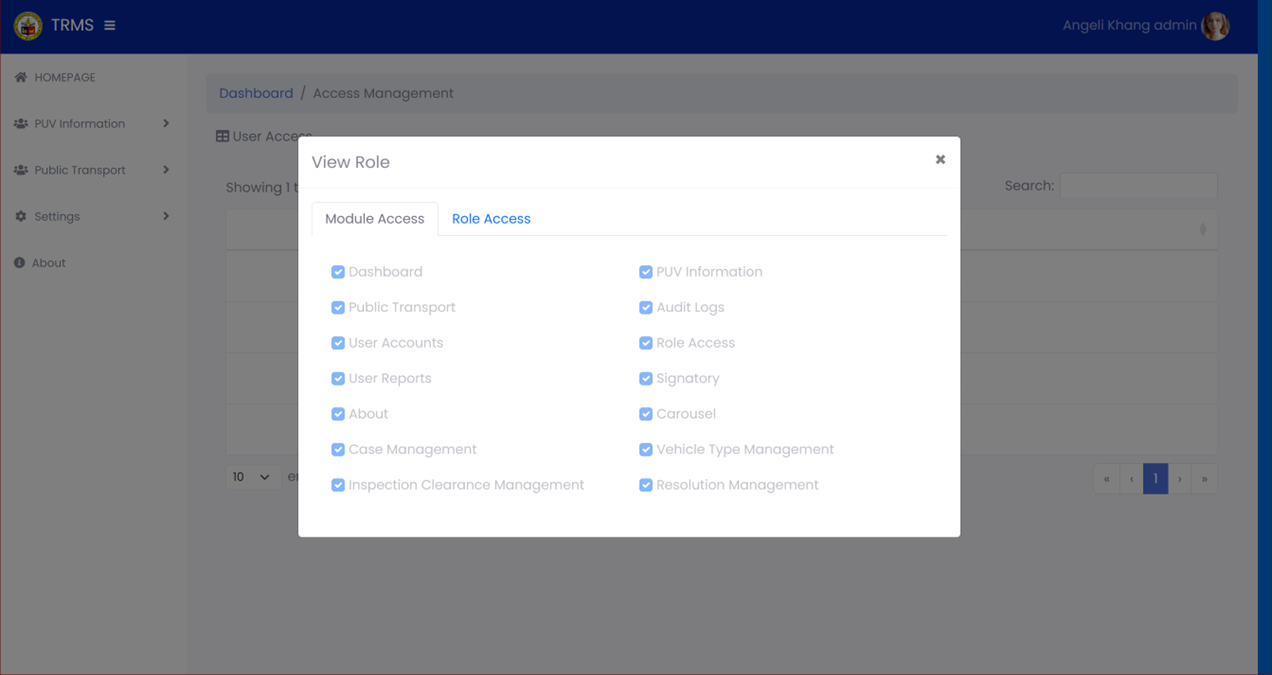 TRMS
Angeli Khang admin
HOMEPAGE
PUV Information
Public Transport
Settings
About
Dashboard / Access Management
User Access
Showing 1 t
Search:
View Role
Module Access
Role Access
Dashboard
PUV Information
Public Transport
Audit Logs
User Accounts
Role Access
User Reports
Signatory
About
Carousel
Case Management
Vehicle Type Management
Inspection Clearance Management
Resolution Management
10
« ‹ 1 › »